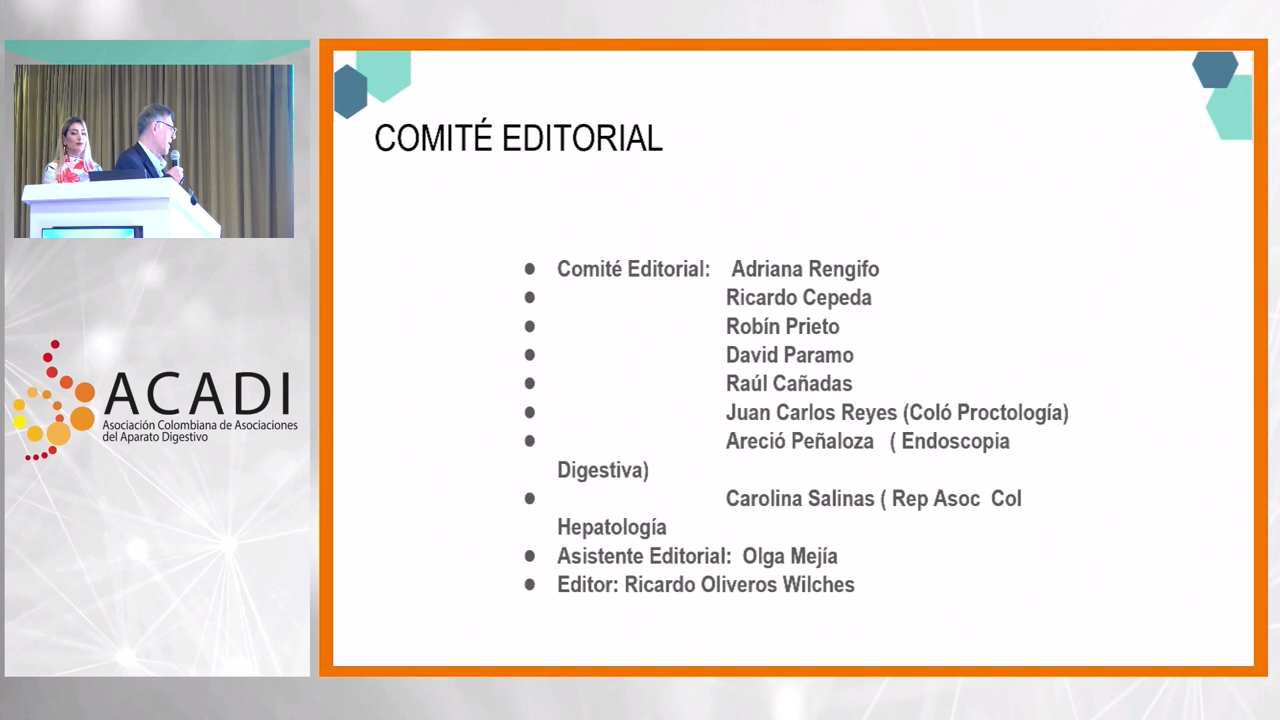 COMITÉ EDITORIAL
● Comité Editorial: Adriana Rengifo
● Ricardo Cepeda
● Robín Prieto
● David Paramo
● Raúl Cañadas
● Juan Carlos Reyes (Coló Proctología)
● Areció Peñaloza ( Endoscopia
Digestiva)
● Carolina Salinas ( Rep Asoc Col
Hepatología
● Asistente Editorial: Olga Mejía
● Editor: Ricardo Oliveros Wilches
ACADI
Asociación Colombiana de Asociaciones
del Aparato Digestivo